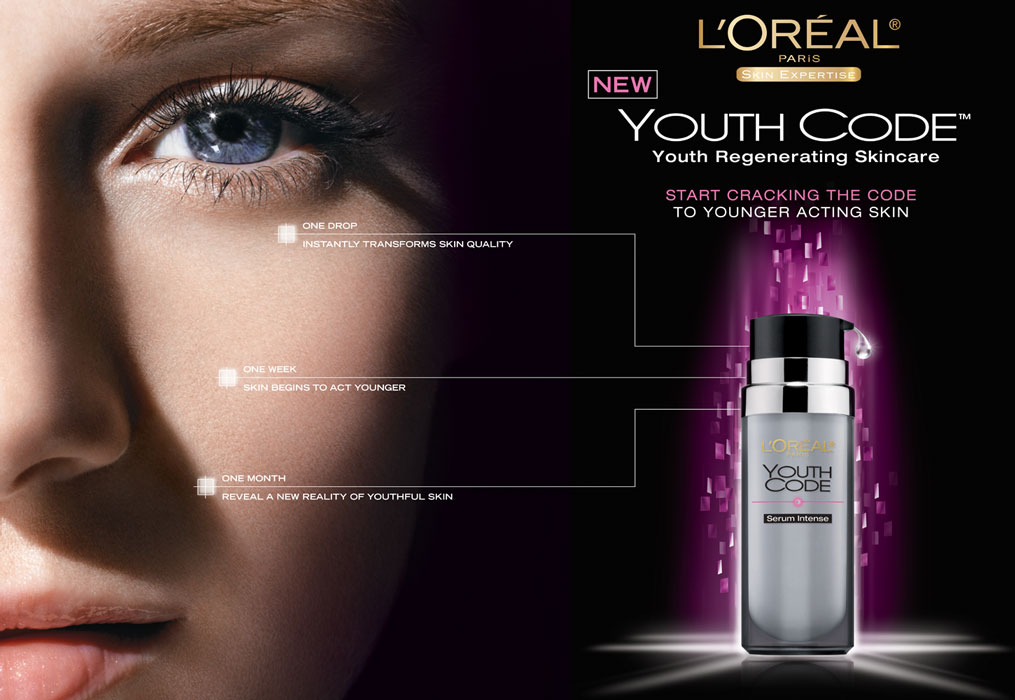 L'ORÉAL®
PARIS
SKIN EXPERTISE
NEW
YOUTH CODE™
Youth Regenerating Skincare
START CRACKING THE CODE
TO YOUNGER ACTING SKIN
ONE DROP
INSTANTLY TRANSFORMS SKIN QUALITY
ONE WEEK
SKIN BEGINS TO ACT YOUNGER
ONE MONTH
REVEAL A NEW REALITY OF YOUTHFUL SKIN
L'ORÉAL
PARIS
YOUTH
CODE
Serum Intense